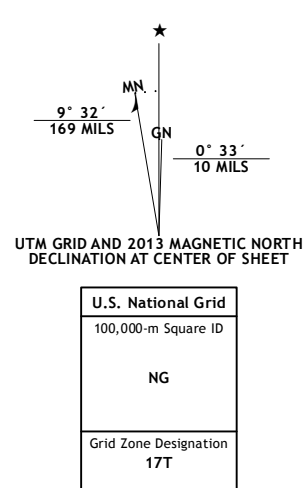 ★
MN
9° 32´
169 MILS
GN
0° 33´
10 MILS
UTM GRID AND 2013 MAGNETIC NORTH
DECLINATION AT CENTER OF SHEET
U.S. National Grid
100,000-m Square ID
NG
Grid Zone Designation
17T